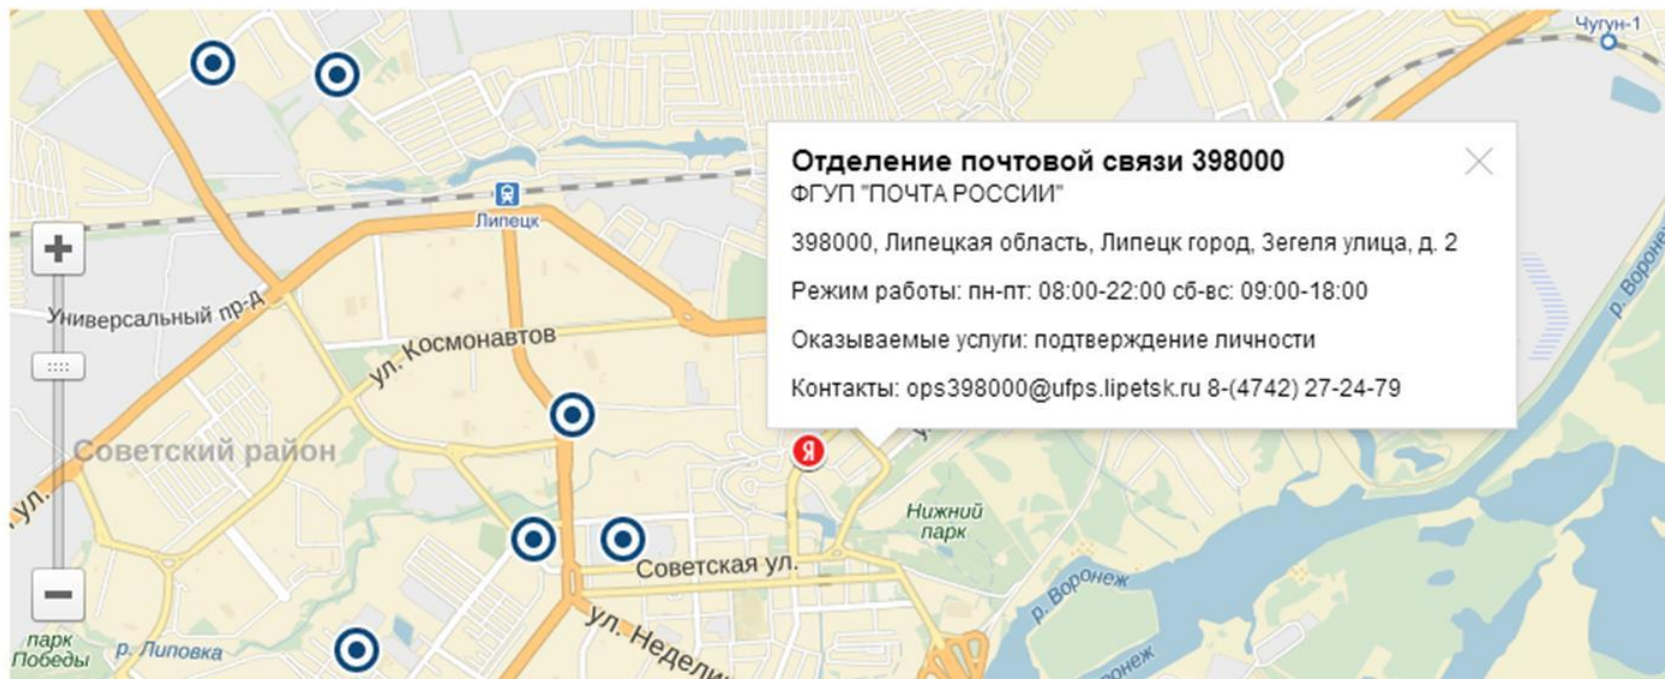 Чугун-1
Отделение почтовой связи 398000
ФГУП "ПОЧТА РОССИИ"
398000, Липецкая область, Липецк город, Зегеля улица, д. 2
Режим работы: пн-пт: 08:00-22:00 сб-вс: 09:00-18:00
Оказываемые услуги: подтверждение личности
Контакты: ops398000@ufps.lipetsk.ru 8-(4742) 27-24-79
Липецк
р. Воронеж
Универсальный пр-д
ул. Космонавтов
Советский район
Я
ул.
Нижний
парк
Советская ул.
р. Воронеж
ул. Недели
парк
Победы
р. Липовка
оронеж